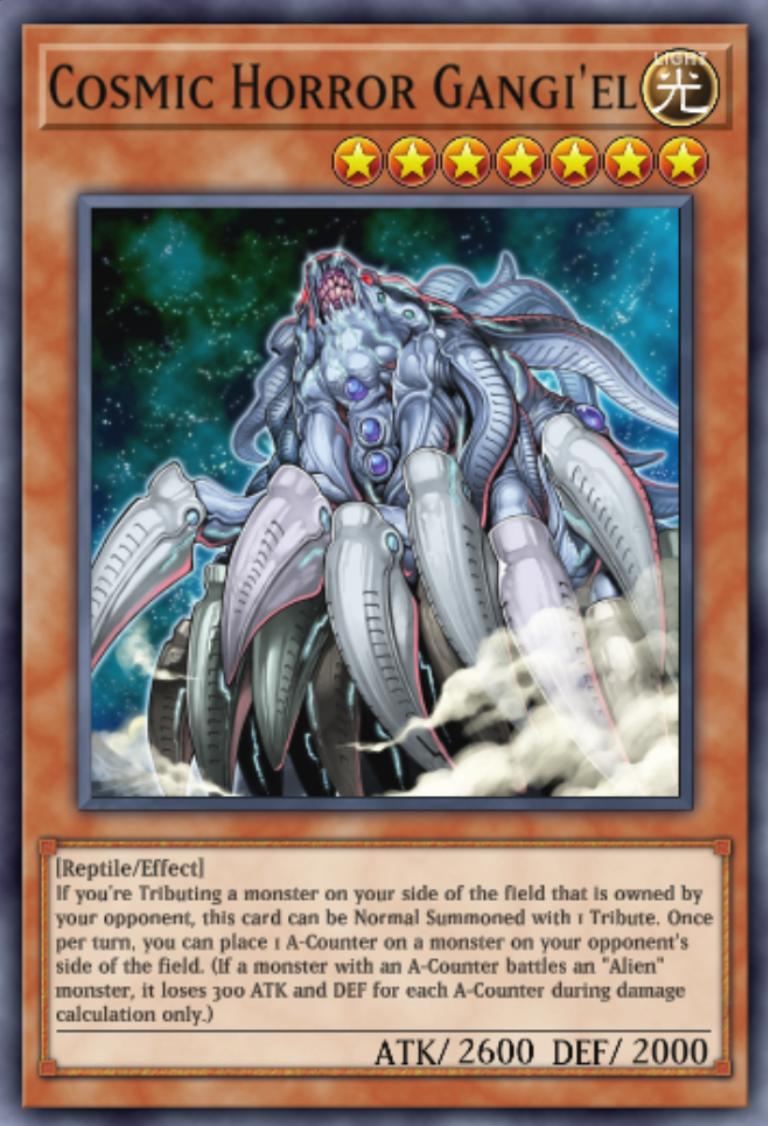 Cosmic Horror Gangi'el
LIGHT
光
[Reptile/Effect]
If you're Tributing a monster on your side of the field that is owned by
your opponent, this card can be Normal Summoned with 1 Tribute. Once
per turn, you can place 1 A-Counter on a monster on your opponent's
side of the field. (If a monster with an A-Counter battles an "Alien"
monster, it loses 300 ATK and DEF for each A-Counter during damage
calculation only.)
ATK/ 2600 DEF/ 2000